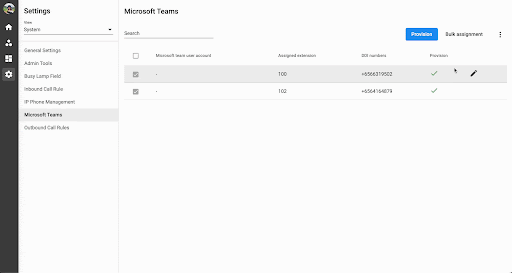 Settings
View
System
General Settings
Admin Tools
Busy Lamp Field
Inbound Call Rule
IP Phone Management
Microsoft Teams
Outbound Call Rules
Microsoft Teams
Search
Provision
Bulk assignment
Microsoft team user account Assigned extension DDI numbers Provision
- 100 +6566319502
- 102 +6564164879